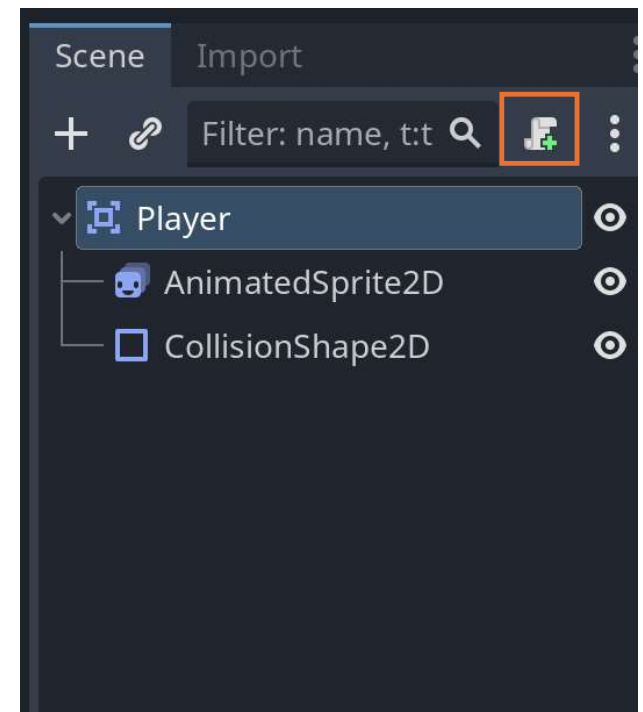 Scene Import
Filter: name, t:t
Player
AnimatedSprite2D
CollisionShape2D